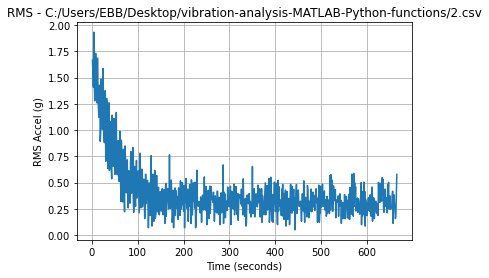 RMS - C:/Users/EBB/Desktop/vibration-analysis-MATLAB-Python-functions/2.csv
2.00
1.75
1.50
1.25
1.00
0.75
0.50
0.25
0.00
RMS Accel (g)
0 100 200 300 400 500 600
Time (seconds)